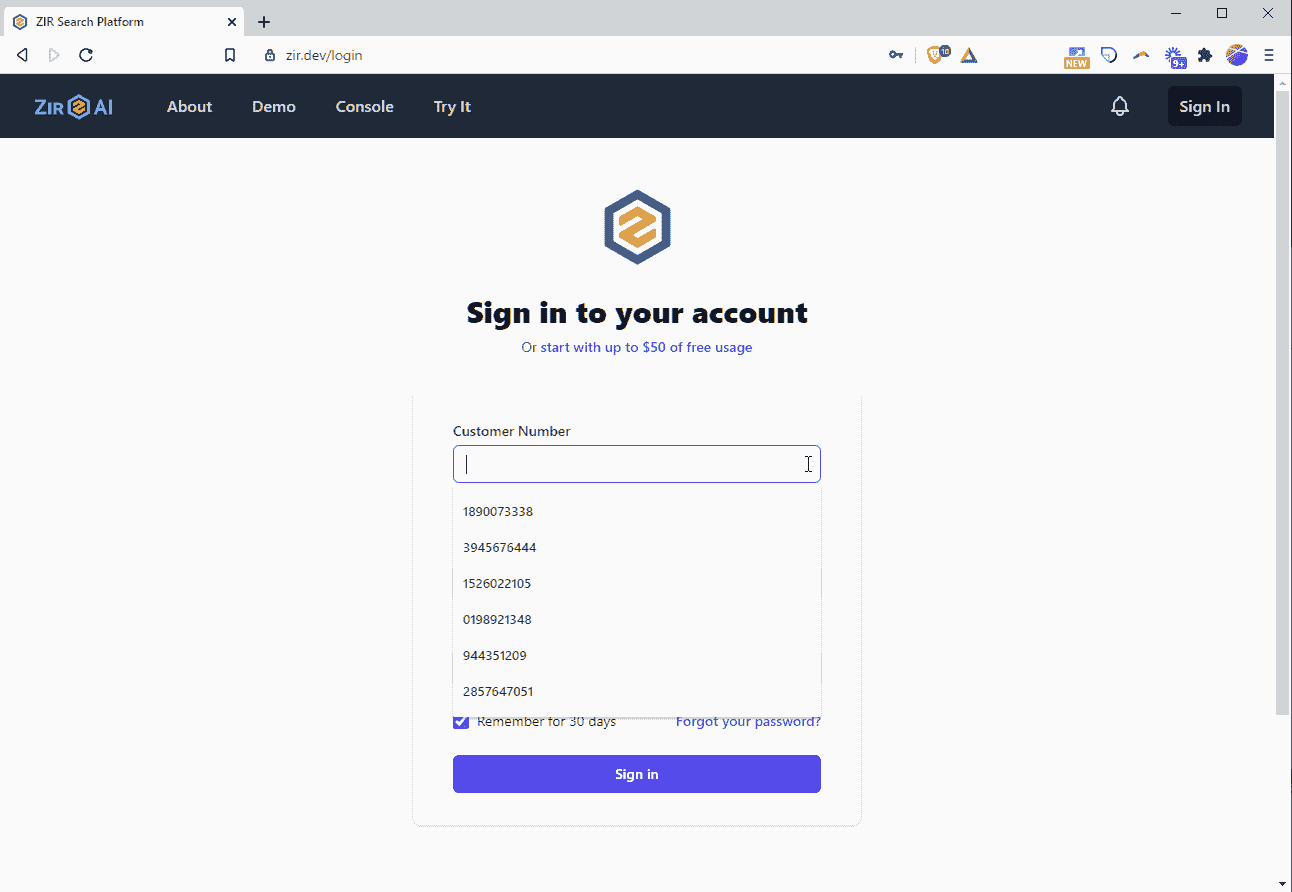 ZIR Search Platform
zir.dev/login
16
NEW
9+
ZIR AI
About
Demo
Console
Try It
Sign In
Sign in to your account
Or start with up to $50 of free usage
Customer Number
1890073338
3945676444
1526022105
0198921348
944351209
2857647051
Remember for 30 days
Forgot your password?
Sign in